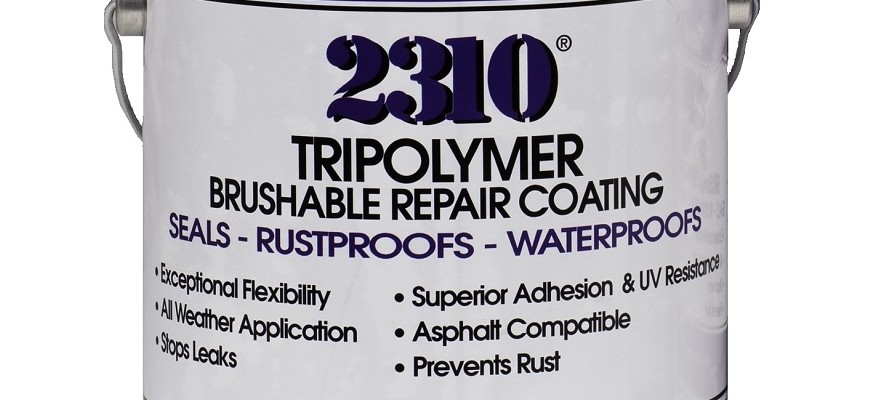 2310®
TRIPOLYMER
BRUSHABLE REPAIR COATING
SEALS - RUSTPROOFS - WATERPROOFS
• Exceptional Flexibility
• All Weather Application
• Stops Leaks
• Superior Adhesion & UV Resistance
• Asphalt Compatible
• Prevents Rust